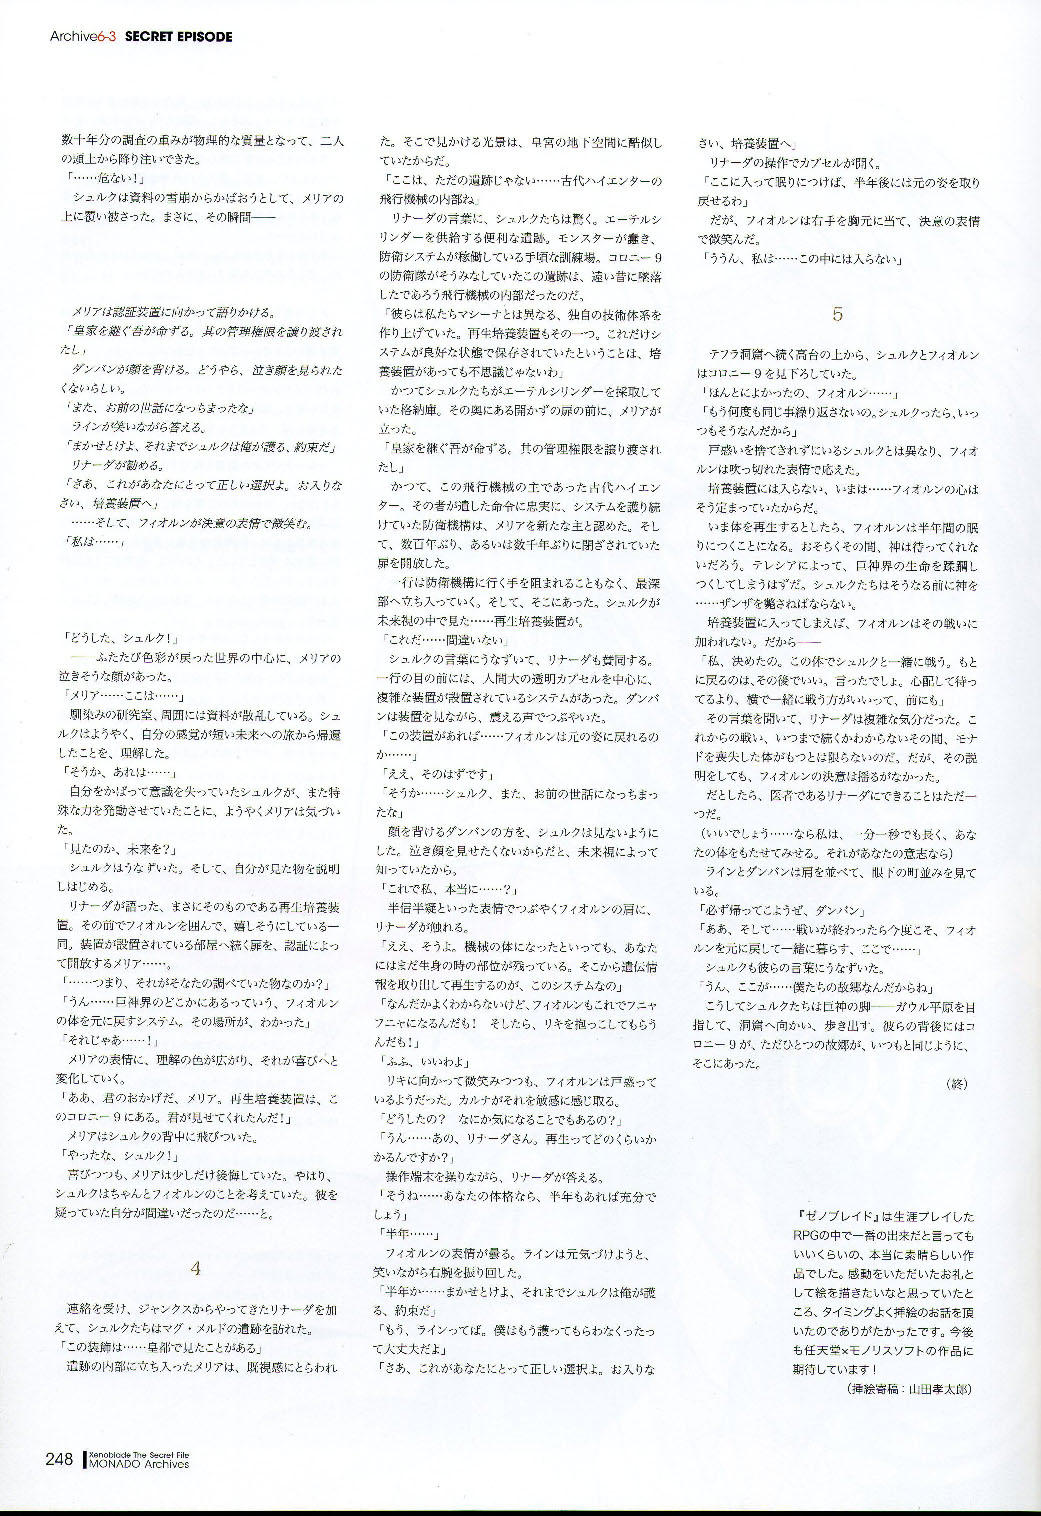 Archive6-3 SECRET EPISODE
数十年分の調査の重みが物理的な質量となって、二人
の頭上から降り注いできた。
「……危ない！」
シュルクは資料の雪崩からかばおうとして、メリアの
上に覆い被さった。まさに、その瞬間――
メリアは認証装置に向かって語りかける。
「皇家を継ぐ吾が命ずる。其の管理権限を譲り渡され
たし」
ダンバンが顔を背ける。どうやら、泣き顔を見られた
くないらしい。
「また、お前の世話になっちまったな」
ラインが笑いながら答える。
「まかせとけよ、それまでシュルクは俺が護る、約束だ」
リナーダが勧める。
「さあ、これがあなたにとって正しい選択よ。お入りな
さい、培養装置へ」
……そして、フィオルンが決意の表情で微笑む。
「私は……」
「どうした、シュルク！」
――ふたたび色彩が戻った世界の中心に、メリアの
泣きそうな顔があった。
「メリア……ここは……」
馴染みの研究室、周囲には資料が散乱している。シュ
ルクはようやく、自分の感覚が短い未来への旅から帰還
したことを、理解した。
「そうか、あれは……」
自分をかばって意識を失っていたシュルクが、また特
殊な力を発動させていたことに、ようやくメリアは気づい
た。
「見たのか、未来を？」
シュルクはうなずいた。そして、自分が見た物を説明
しはじめる。
リナーダが語った、まさにそのものである再生培養装
置。その前でフィオルンを囲んで、嬉しそうにしている一
同。装置が設置されている部屋へ続く扉を、認証によっ
て開放するメリア……。
「……つまり、それがそなたの調べていた物なのか？」
「うん……巨神界のどこかにあるっていう、フィオルン
の体を元に戻すシステム。その場所が、わかった」
「それじゃあ……！」
メリアの表情に、理解の色が広がり、それが喜びへと
変化していく。
「ああ、君のおかげだ、メリア。再生培養装置は、こ
のコロニー９にある。君が見せてくれたんだ！」
メリアはシュルクの背中に飛びついた。
「やったな、シュルク！」
喜びつつも、メリアは少しだけ後悔していた。やはり、
シュルクはちゃんとフィオルンのことを考えていた。彼を
疑っていた自分が間違いだったのだ……と。
4
連絡を受け、ジャンクスからやってきたリナーダを加
えて、シュルクたちはマグ・メルドの遺跡を訪れた。
「この装飾は……皇都で見たことがある」
遺跡の内部に立ち入ったメリアは、既視感にとらわれ
た。そこで見かける光景は、皇宮の地下空間に酷似し
ていたからだ。
「ここは、ただの遺跡じゃない……古代ハイエンターの
飛行機械の内部ね」
リナーダの言葉に、シュルクたちは驚く。エーテルシ
リンダーを供給する便利な遺跡。モンスターが蠢き、
防衛システムが稼働している手頃な訓練場。コロニー９
の防衛隊がそうみなしていたこの遺跡は、遠い昔に墜落
したであろう飛行機械の内部だったのだ、
「彼らは私たちマシーナとは異なる、独自の技術体系を
作り上げていた。再生培養装置もその一つ。これだけシ
ステムが良好な状態で保存されていたということは、培
養装置があっても不思議じゃないわ」
かつてシュルクたちがエーテルシリンダーを採取して
いた格納庫。その奥にある開かずの扉の前に、メリアが
立った。
「皇家を継ぐ吾が命ずる。其の管理権限を譲り渡され
たし」
かつて、この飛行機械の主であった古代ハイエン
ター。その者が遺した命令に忠実に、システムを護り続
けていた防衛機構は、メリアを新たな主と認めた。そし
て、数百年ぶり、あるいは数千年ぶりに閉ざされていた
扉を開放した。
一行は防衛機構に行く手を阻まれることもなく、最深
部へ立ち入っていく。そして、そこにあった。シュルクが
未来視の中で見た……再生培養装置が。
「これだ……間違いない」
シュルクの言葉にうなずいて、リナーダも賛同する。
一行の目の前には、人間大の透明カプセルを中心に、
複雑な装置が設置されているシステムがあった。ダンバ
ンは装置を見ながら、震える声でつぶやいた。
「この装置があれば……フィオルンは元の姿に戻れるの
か……」
「ええ、そのはずです」
「そうか……シュルク、また、お前の世話になっちまっ
たな」
顔を背けるダンバンの方を、シュルクは見ないように
した。泣き顔を見せたくないからだと、未来視によって
知っていたから。
「これで私、本当に……？」
半信半疑といった表情でつぶやくフィオルンの肩に、
リナーダが触れる。
「ええ、そうよ。機械の体になったといっても、あなた
にはまだ生身の時の部位が残っている。そこから遺伝情
報を取り出して再生するのが、このシステムなの」
「なんだかよくわからないけど、フィオルンもこれでフニャ
フニャになるんだも！　そしたら、リキを抱っこしてもらう
んだも！」
「ふふ、いいわよ」
リキに向かって微笑みつつも、フィオルンは戸惑って
いるようだった。カルナがそれを敏感に感じ取る。
「どうしたの？　なにか気になることでもあるの？」
「うん……あの、リナーダさん。再生ってどのくらいか
かるんですか？」
操作端末を操りながら、リナーダが答える。
「そうね……あなたの体格なら、半年もあれば充分で
しょう」
「半年……」
フィオルンの表情が曇る。ラインは元気づけようと、
笑いながら右腕を振り回した。
「半年か……まかせとけよ、それまでシュルクは俺が護
る、約束だ」
「もう、ラインってば。僕はもう護ってもらわなくったっ
て大丈夫だよ」
「さあ、これがあなたにとって正しい選択よ。お入りな
さい、培養装置へ」
リナーダの操作でカプセルが開く。
「ここに入って眠りにつけば、半年後には元の姿を取り
戻せるわ」
だが、フィオルンは右手を胸元に当て、決意の表情
で微笑んだ。
「ううん、私は……この中には入らない」
5
テフラ洞窟へ続く高台の上から、シュルクとフィオルン
はコロニー９を見下ろしていた。
「ほんとによかったの、フィオルン……」
「もう何度も同じ事繰り返さないの。シュルクったら、いっ
つもそうなんだから」
戸惑いを捨てきれずにいるシュルクとは異なり、フィオ
ルンは吹っ切れた表情で応えた。
培養装置には入らない、いまは……フィオルンの心は
そう定まっていたからだ。
いま体を再生するとしたら、フィオルンは半年間の眠
りにつくことになる。おそらくその間、神は待ってくれな
いだろう。テレシアによって、巨神界の生命を蹂躙し
つくしてしまうはずだ。シュルクたちはそうなる前に神を
……ザンザを斃さねばならない。
培養装置に入ってしまえば、フィオルンはその戦いに
加われない。だから――
「私、決めたの。この体でシュルクと一緒に戦う。もと
に戻るのは、その後でいい。言ったでしょ。心配して待っ
てるより、横で一緒に戦う方がいいって、前にも」
その言葉を聞いて、リナーダは複雑な気分だった。こ
れからの戦い、いつまで続くかわからないその間、モナ
ドを喪失した体がもつとは限らないのだ。だが、その説
明をしても、フィオルンの決意は揺るがなかった。
だとしたら、医者であるリナーダにできることはただ一
つだ。
（いいでしょう……なら私は、一分一秒でも長く、あな
たの体をもたせてみせる。それがあなたの意志なら）
ラインとダンバンは肩を並べて、眼下の町並みを見て
いる。
「必ず帰ってこようぜ、ダンバン」
「ああ、そして……戦いが終わったら今度こそ、フィオ
ルンを元に戻して一緒に暮らす、ここで……」
シュルクも彼らの言葉にうなずいた。
「うん、ここが……僕たちの故郷なんだからね」
こうしてシュルクたちは巨神の脚――ガウル平原を目
指して、洞窟へ向かい、歩き出す。彼らの背後にはコ
ロニー９が、ただひとつの故郷が、いつもと同じように、
そこにあった。
（終）
『ゼノブレイド』は生涯プレイした
RPGの中で一番の出来だと言っても
いいくらいの、本当に素晴らしい作
品でした。感動をいただいたお礼と
して絵を描きたいなと思っていたと
ころ、タイミングよく挿絵のお話を頂
いたのでありがたかったです。今後
も任天堂×モノリスソフトの作品に
期待しています！
（挿絵寄稿：山田孝太郎）
248 Xenoblade The Secret File
MONADO Archives